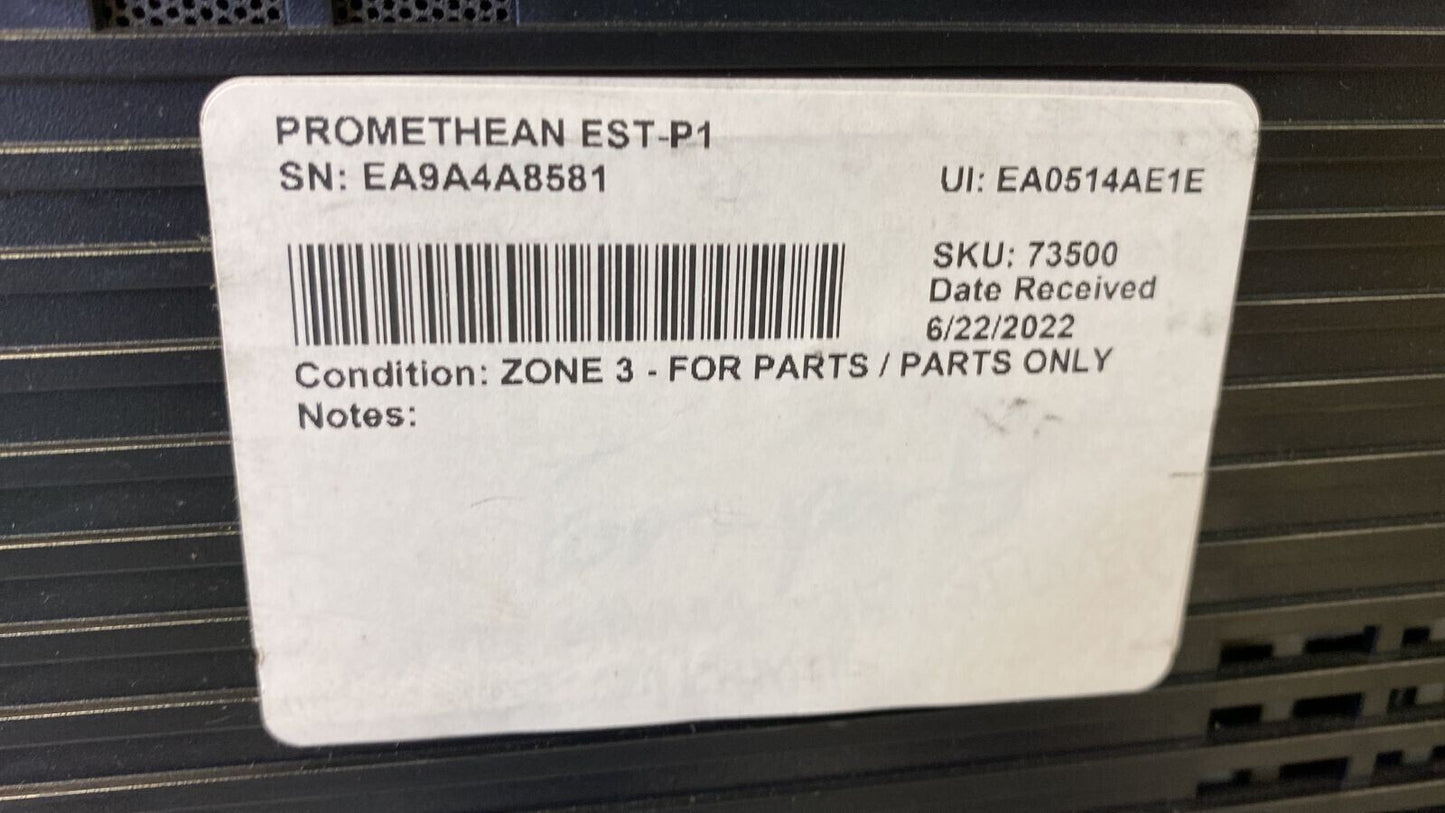 PROMETHEAN EST-P1
SN: EA9A4A8581
UI: EA0514AE1E
SKU: 73500
Date Received
6/22/2022
Condition: ZONE 3 - FOR PARTS / PARTS ONLY
Notes: